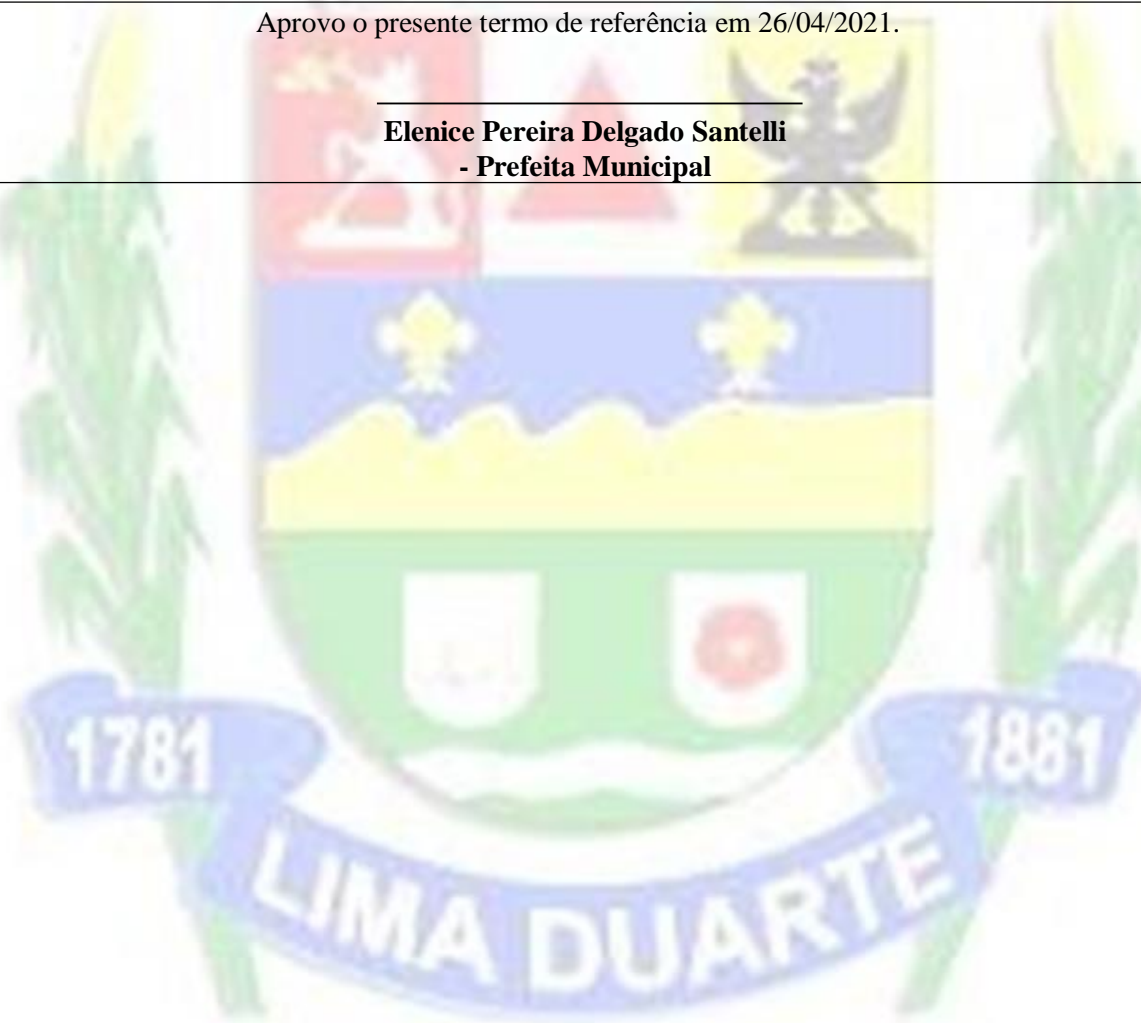 Aprovo o presente termo de referência em 26/04/2021.
Elenice Pereira Delgado Santelli
- Prefeita Municipal
1781
1881
LIMA DUARTE